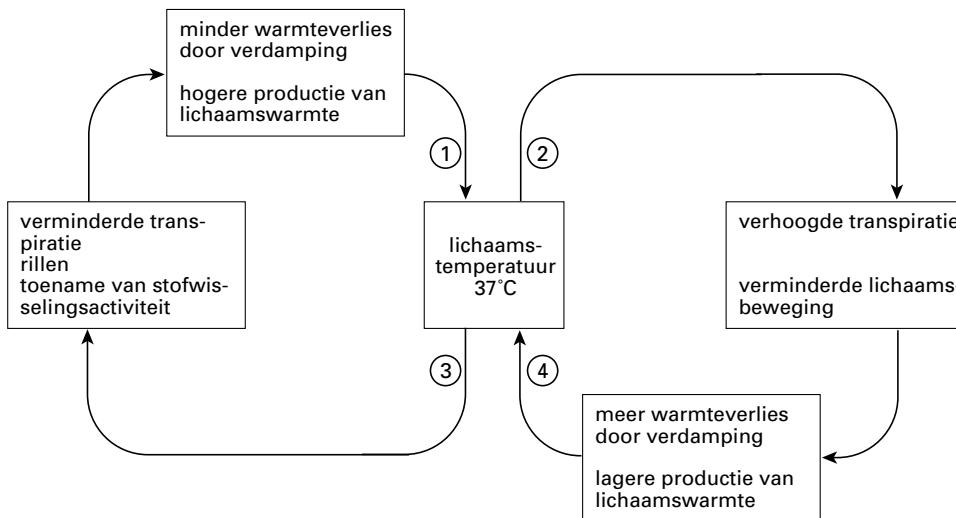 minder warmteverlies
door verdamping
hogere productie van
lichaamswarmte
1
2
verminderde trans-
piratie
rillen
toename van stofwis-
selingsactiviteit
lichaams-
temperatuur
37˚C
verhoogde transpiratie
verminderde lichaams-
beweging
3
4
meer warmteverlies
door verdamping
lagere productie van
lichaamswarmte